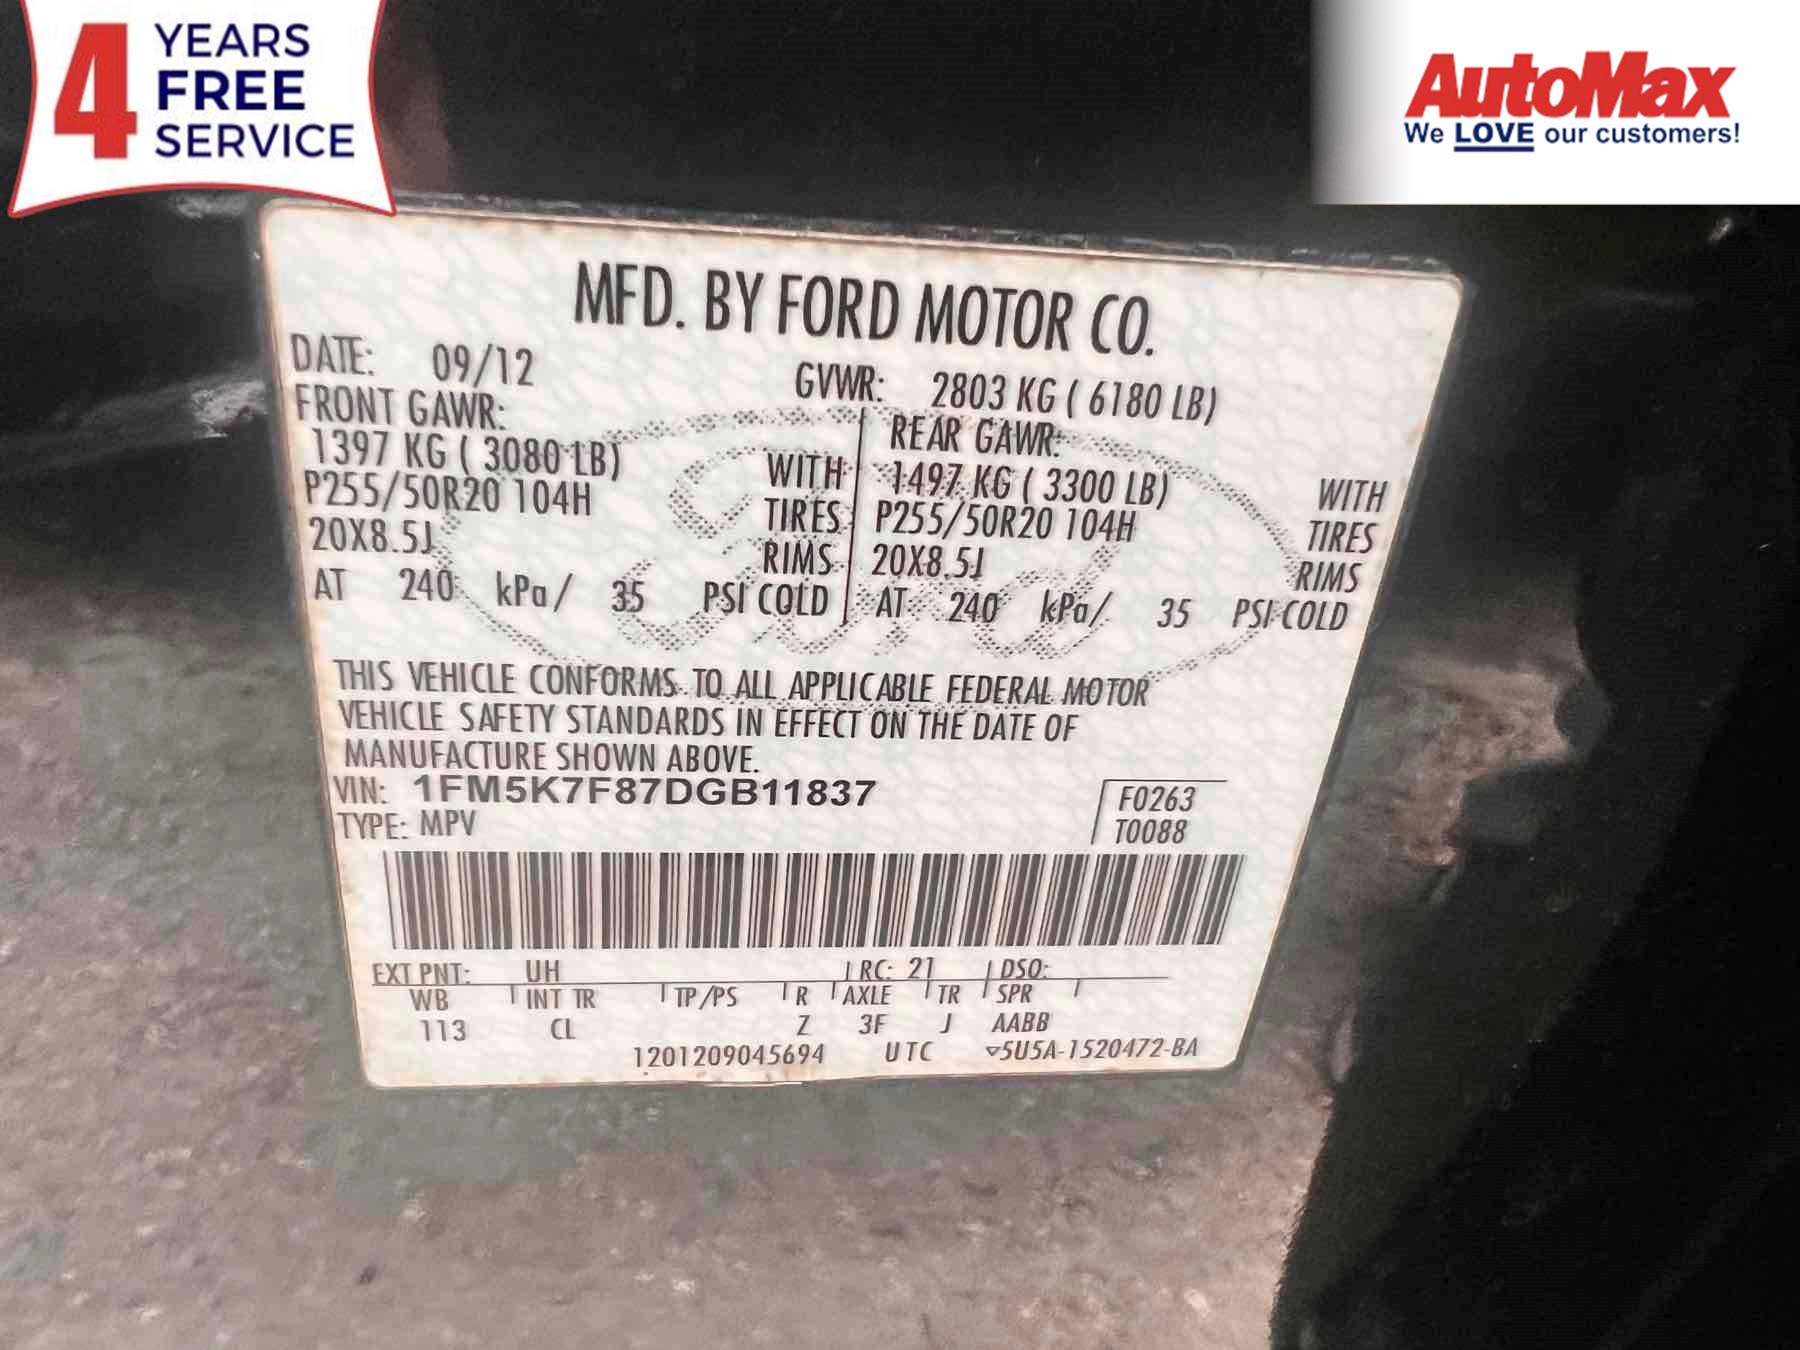 4 YEARS
FREE
SERVICE
AutoMax
We LOVE our customers!
MFD. BY FORD MOTOR CO.
DATE: 09/12 GVWR: 2803 KG ( 6180 LB)
FRONT GAWR: REAR GAWR:
1397 KG ( 3080 LB) WITH 1497 KG ( 3300 LB) WITH
P255/50R20 104H TIRES P255/50R20 104H TIRES
20X8.5J RIMS 20X8.5J RIMS
AT 240 kPa/ 35 PSI COLD AT 240 kPa/ 35 PSI COLD
Ford
THIS VEHICLE CONFORMS TO ALL APPLICABLE FEDERAL MOTOR
VEHICLE SAFETY STANDARDS IN EFFECT ON THE DATE OF
MANUFACTURE SHOWN ABOVE.
VIN: 1FM5K7F87DGB11837 F0263
TYPE: MPV T0088
EXT PNT: UH RC: 21 DSO:
WB INT TR TP/PS R AXLE TR SPR
113 CL Z 3F J AABB
1201209045694 UTC ▽5U5A-1520472-BA